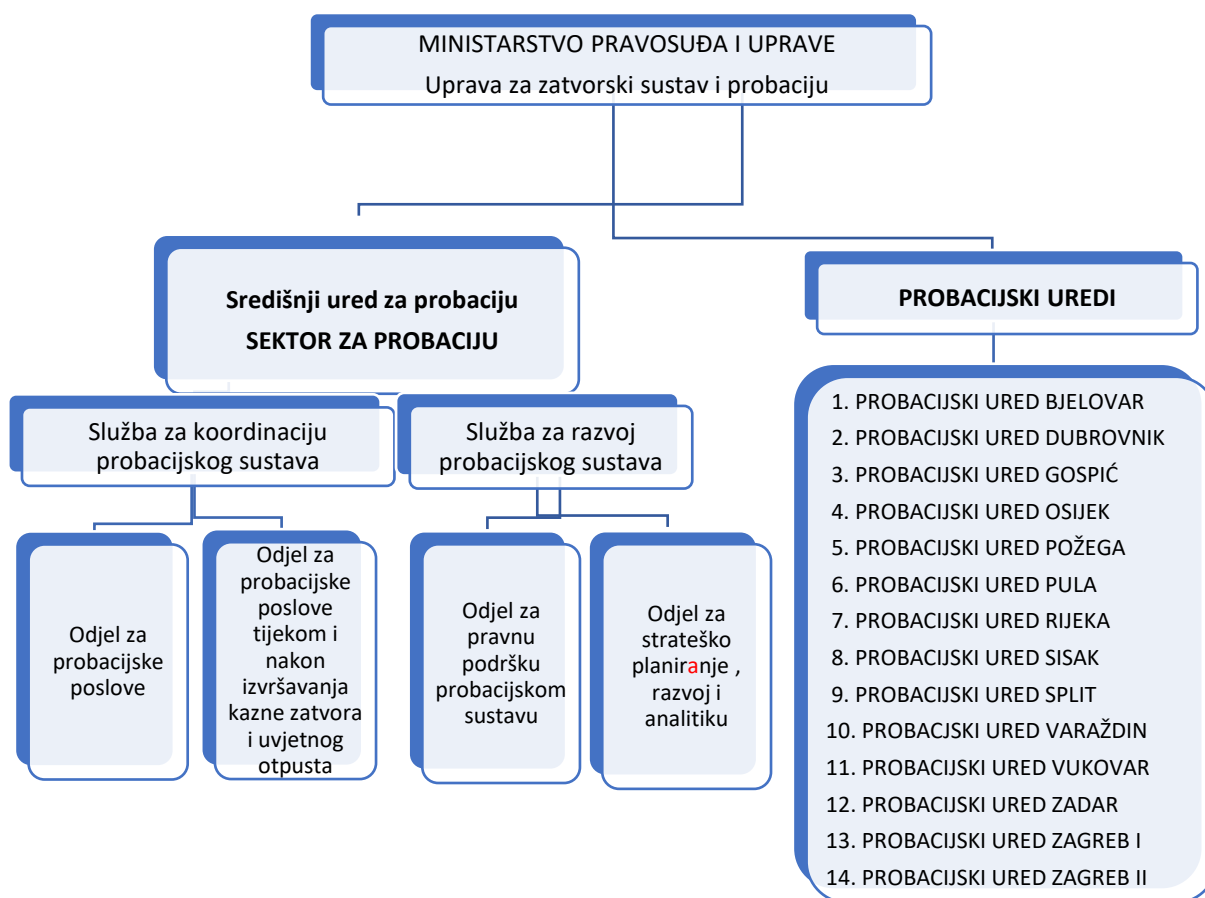 MINISTARSTVO PRAVOSUĐA I UPRAVE
Uprava za zatvorski sustav i probaciju
Središnji ured za probaciju
SEKTOR ZA PROBACIJU
PROBACIJSKI UREDI
Služba za koordinaciju
probacijskog sustava
Služba za razvoj
probacijskog sustava
Odjel za
probacijske
poslove
Odjel za
probacijske
poslove
tijekom i
nakon
izvršavanja
kazne zatvora
i uvjetnog
otpusta
Odjel za
pravnu
podršku
probacijskom
sustavu
Odjel za
strateško
planiranje ,
razvoj i
analitiku
1. PROBACIJSKI URED BJELOVAR
2. PROBACIJSKI URED DUBROVNIK
3. PROBACIJSKI URED GOSPIĆ
4. PROBACIJSKI URED OSIJEK
5. PROBACIJSKI URED POŽEGA
6. PROBACIJSKI URED PULA
7. PROBACIJSKI URED RIJEKA
8. PROBACIJSKI URED SISAK
9. PROBACIJSKI URED SPLIT
10. PROBACIJSKI URED VARAŽDIN
11. PROBACIJSKI URED VUKOVAR
12. PROBACIJSKI URED ZADAR
13. PROBACIJSKI URED ZAGREB I
14. PROBACIJSKI URED ZAGREB II